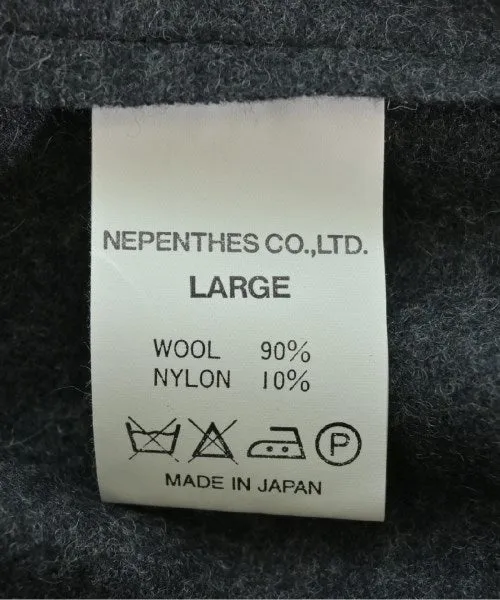 NEPENTHES CO.,LTD.
LARGE
WOOL 90%
NYLON 10%
P
MADE IN JAPAN